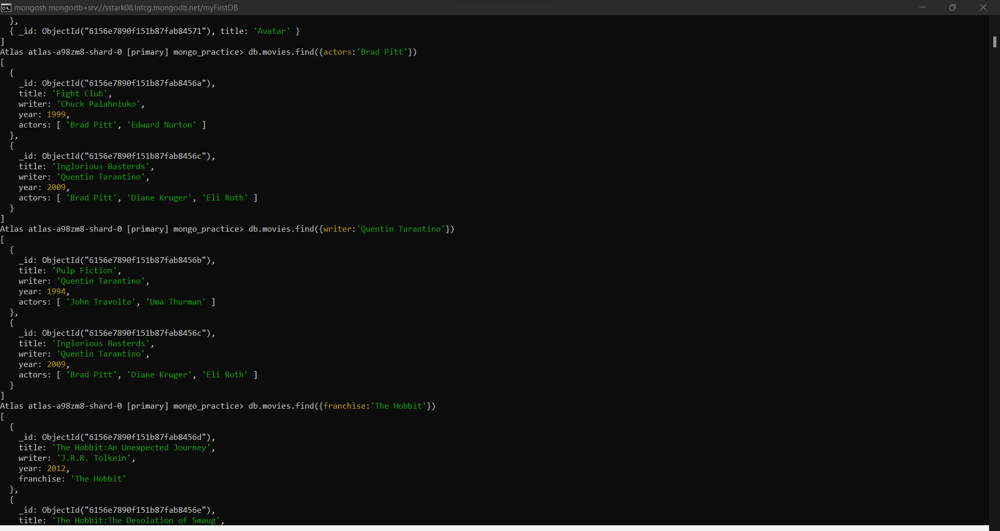 mongosh mongodb+srv://sstark08.lnfcg.mongodb.net/myFirstDB
  },
  { _id: ObjectId("6156e7890f151b87fab84571"), title: 'Avatar' }
]
Atlas atlas-a98zm8-shard-0 [primary] mongo_practice> db.movies.find({actors:'Brad Pitt'})
[
  {
    _id: ObjectId("6156e7890f151b87fab8456a"),
    title: 'Fight Club',
    writer: 'Chuck Palahniuko',
    year: 1999,
    actors: [ 'Brad Pitt', 'Edward Norton' ]
  },
  {
    _id: ObjectId("6156e7890f151b87fab8456c"),
    title: 'Inglorious Basterds',
    writer: 'Quentin Tarantino',
    year: 2009,
    actors: [ 'Brad Pitt', 'Diane Kruger', 'Eli Roth' ]
  }
]
Atlas atlas-a98zm8-shard-0 [primary] mongo_practice> db.movies.find({writer:'Quentin Tarantino'})
[
  {
    _id: ObjectId("6156e7890f151b87fab8456b"),
    title: 'Pulp Fiction',
    writer: 'Quentin Tarantino',
    year: 1994,
    actors: [ 'John Travolta', 'Uma Thurman' ]
  },
  {
    _id: ObjectId("6156e7890f151b87fab8456c"),
    title: 'Inglorious Basterds',
    writer: 'Quentin Tarantino',
    year: 2009,
    actors: [ 'Brad Pitt', 'Diane Kruger', 'Eli Roth' ]
  }
]
Atlas atlas-a98zm8-shard-0 [primary] mongo_practice> db.movies.find({franchise:'The Hobbit'})
[
  {
    _id: ObjectId("6156e7890f151b87fab8456d"),
    title: 'The Hobbit:An Unexpected Journey',
    writer: 'J.R.R. Tolkein',
    year: 2012,
    franchise: 'The Hobbit'
  },
  {
    _id: ObjectId("6156e7890f151b87fab8456e"),
    title: 'The Hobbit:The Desolation of Smaug',